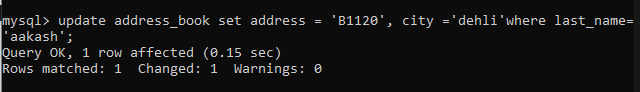 mysql> update address_book set address = 'B1120', city ='dehli'where last_name=
'aakash';
Query OK, 1 row affected (0.15 sec)
Rows matched: 1  Changed: 1  Warnings: 0